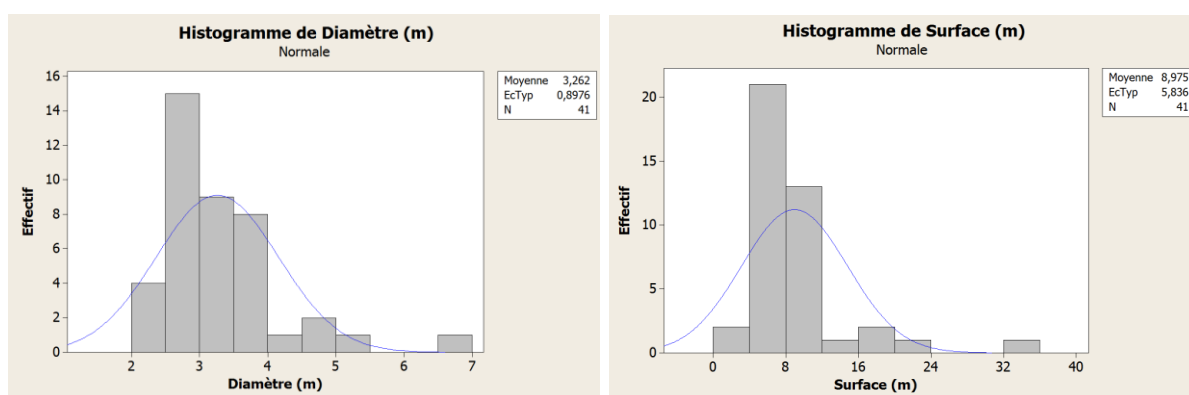 Histogramme de Diamètre (m)
Normale
Moyenne 3,262
EcTyp 0,8976
N 41
16
14
12
10
8
6
4
2
0
Effectif
2 3 4 5 6 7
Diamètre (m)
Histogramme de Surface (m)
Normale
Moyenne 8,975
EcTyp 5,836
N 41
20
15
10
5
0
Effectif
0 8 16 24 32 40
Surface (m)